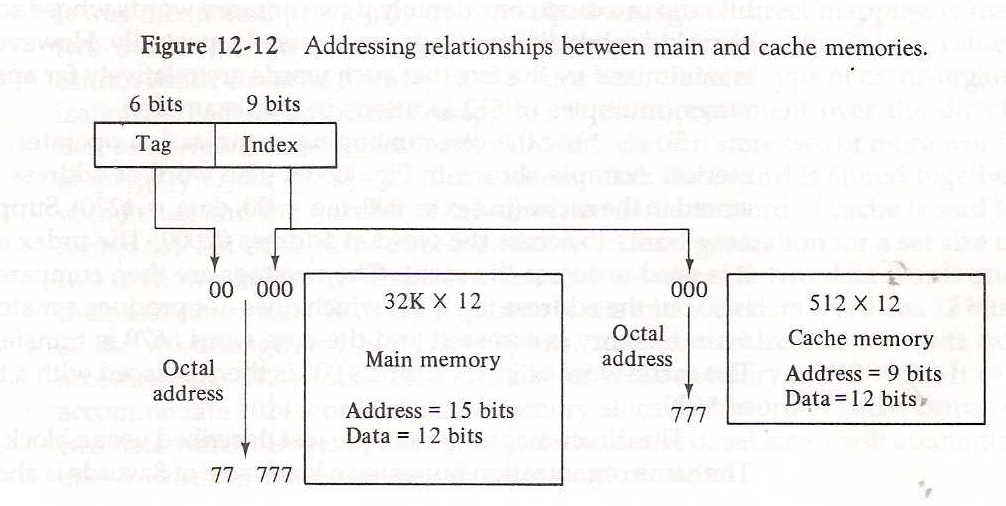 Figure 12-12 Addressing relationships between main and cache memories.
6 bits 9 bits
Tag Index
00 000
Octal
address
77 777
32K X 12
Main memory
Address = 15 bits
Data = 12 bits
000
Octal
address
777
512 X 12
Cache memory
Address = 9 bits
Data = 12 bits